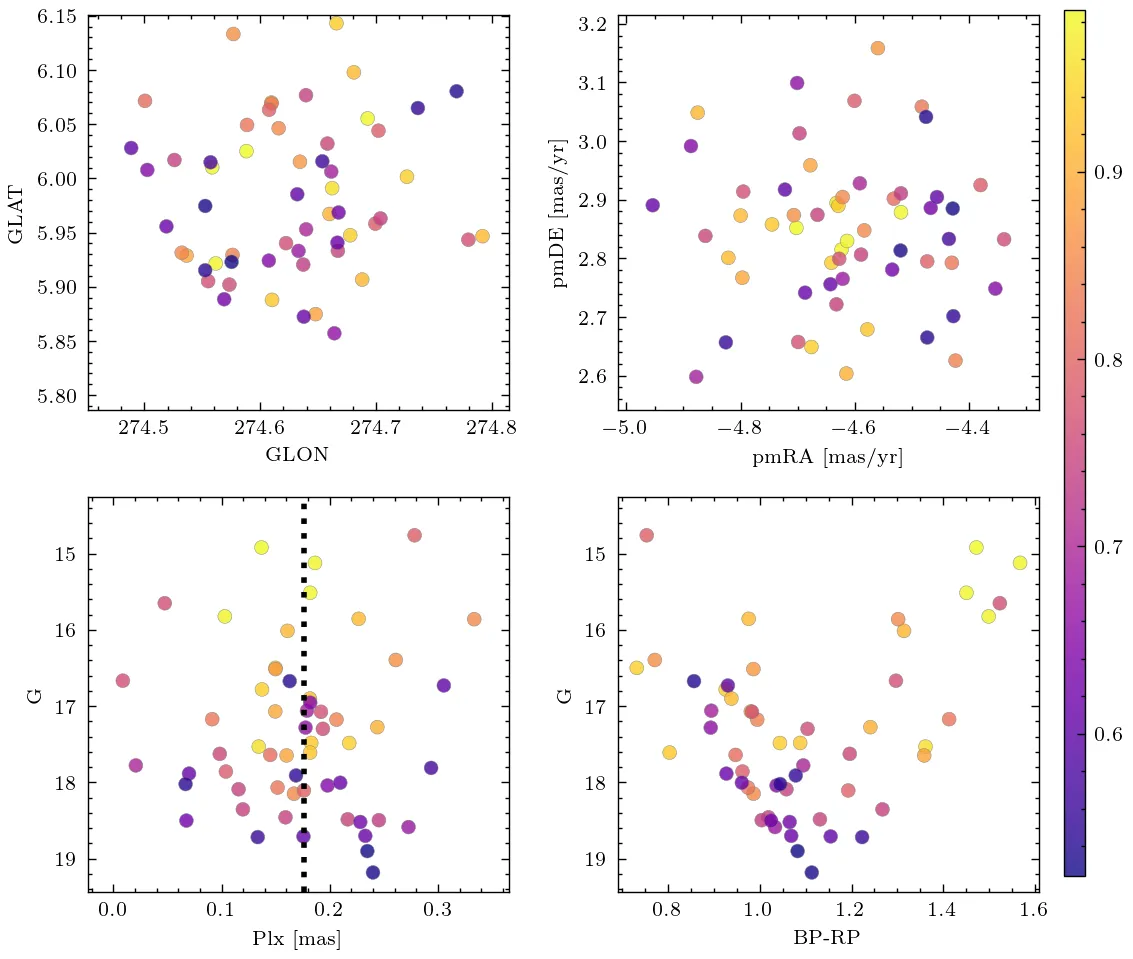 6.15
6.10
6.05
6.00
5.95
5.90
5.85
5.80
GLAT
274.5 274.6 274.7 274.8
GLON
3.2
3.1
3.0
2.9
2.8
2.7
2.6
pmDE [mas/yr]
−5.0 −4.8 −4.6 −4.4
pmRA [mas/yr]
0.9
0.8
0.7
0.6
15
16
17
18
19
G
0.0 0.1 0.2 0.3
Plx [mas]
15
16
17
18
19
G
0.8 1.0 1.2 1.4 1.6
BP-RP